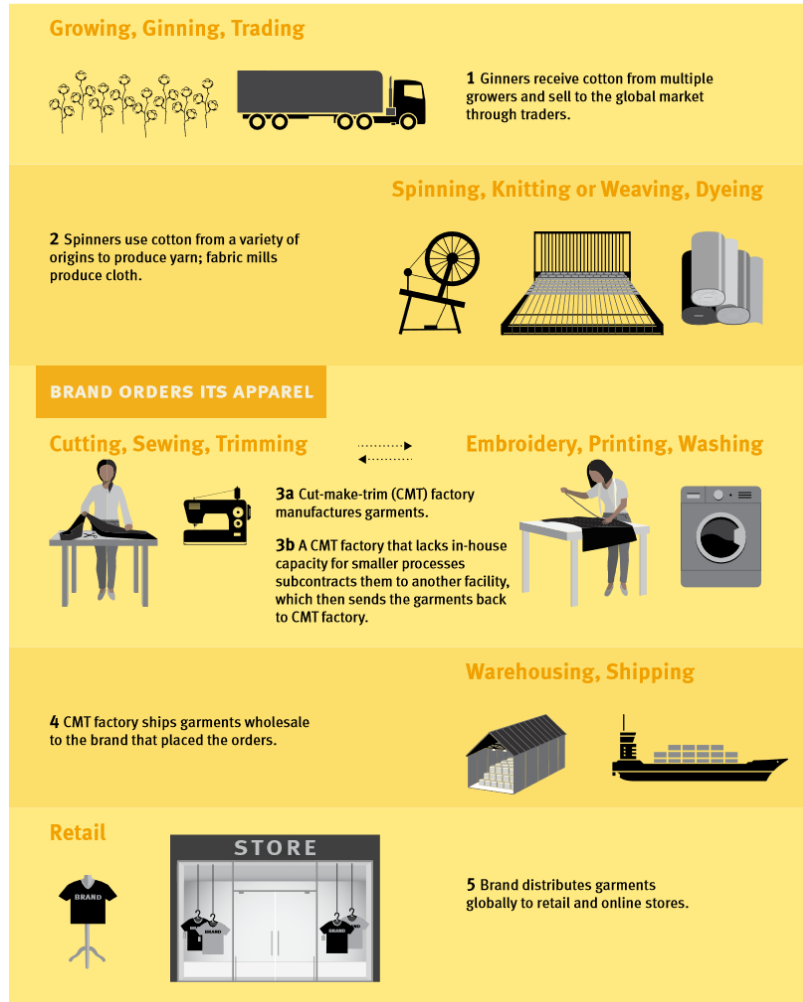 Growing, Ginning, Trading
1 Ginners receive cotton from multiple
growers and sell to the global market
through traders.
Spinning, Knitting or Weaving, Dyeing
2 Spinners use cotton from a variety of
origins to produce yarn; fabric mills
produce cloth.
BRAND ORDERS ITS APPAREL
Cutting, Sewing, Trimming
Embroidery, Printing, Washing
3a Cut-make-trim (CMT) factory
manufactures garments.
3b A CMT factory that lacks in-house
capacity for smaller processes
subcontracts them to another facility,
which then sends the garments back
to CMT factory.
Warehousing, Shipping
4 CMT factory ships garments wholesale
to the brand that placed the orders.
Retail
STORE
BRAND
BRAND
BRAND
5 Brand distributes garments
globally to retail and online stores.